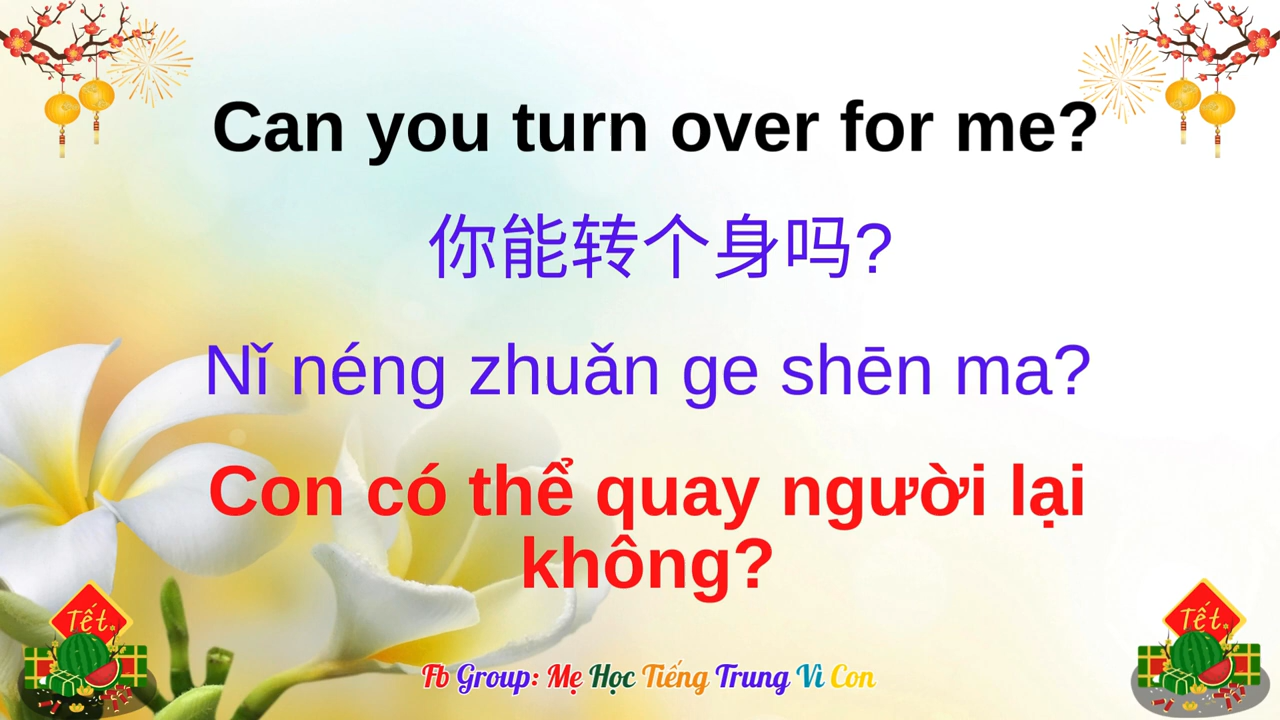 Can you turn over for me?
你能转个身吗?
Nǐ néng zhuǎn ge shēn ma?
Con có thể quay người lại
không?
Tết
Tết
Fb Group: Mẹ Học Tiếng Trung Vì Con